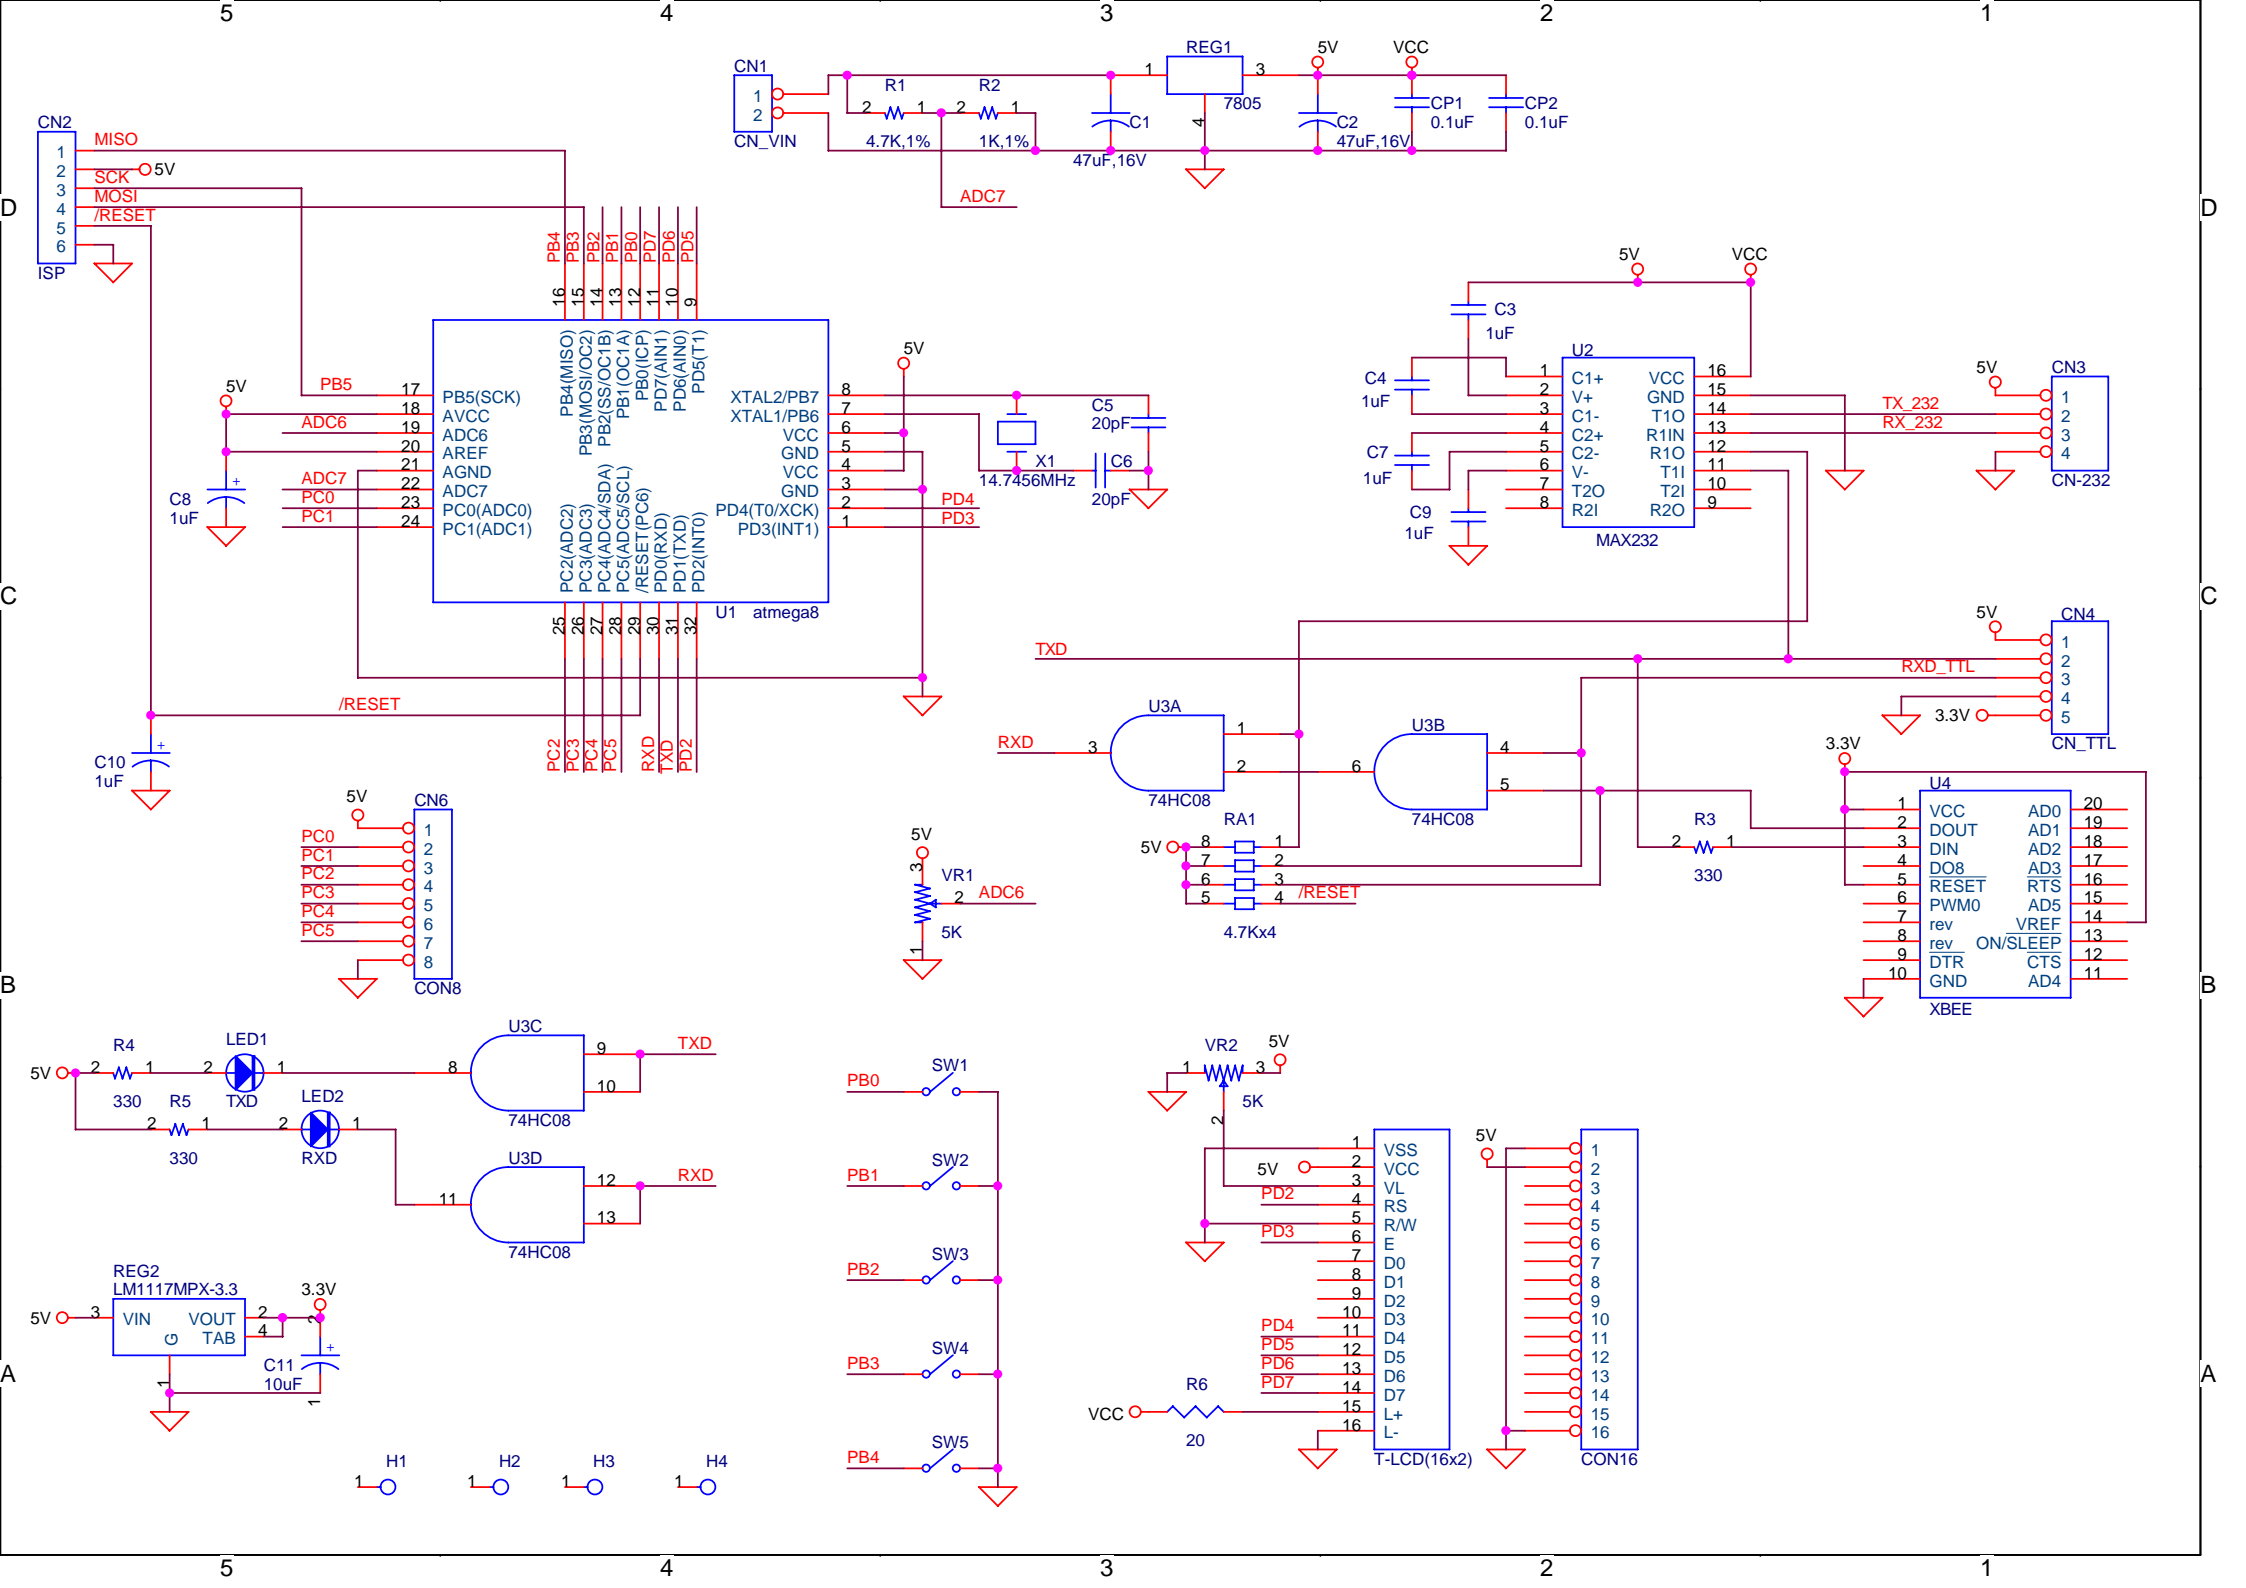 5 4 3 2 1
D
C
B
A
D
C
B
A
5 4 3 2 1
CN1
1
2
CN_VIN
R1
2 1
4.7K,1%
R2
2 1
1K,1%
ADC7
C1
47uF,16V
REG1
1 3
4
7805
5V
C2
47uF,16V
VCC
CP1
0.1uF
CP2
0.1uF
CN2
1 MISO
2 5V
3 SCK
4 MOSI
5 /RESET
6
ISP
PB4 PB3 PB2 PB1 PB0 PD7 PD6 PD5
16 15 14 13 12 11 10 9
PB4(MISO)
PB3(MOSI/OC2)
PB2(SS/OC1B)
PB1(OC1A)
PB0(ICP)
PD7(AIN1)
PD6(AIN0)
PD5(T1)
5V
PB5 17 PB5(SCK)
18 AVCC
ADC6 19 ADC6
20 AREF
21 AGND
ADC7 22 ADC7
PC0 23 PC0(ADC0)
PC1 24 PC1(ADC1)
C8
1uF
+
XTAL2/PB7 8
XTAL1/PB6 7
VCC 6
GND 5
VCC 4
GND 3
PD4(T0/XCK) 2 PD4
PD3(INT1) 1 PD3
5V
PC2(ADC2)
PC3(ADC3)
PC4(ADC4/SDA)
PC5(ADC5/SCL)
/RESET(PC6)
PD0(RXD)
PD1(TXD)
PD2(INT0)
25 26 27 28 29 30 31 32
U1 atmega8
PC2 PC3 PC4 PC5 RXD TXD PD2
/RESET
C10
1uF
+
X1
14.7456MHz
C5
20pF
C6
20pF
5V
VCC
C3
1uF
C4
1uF
C7
1uF
C9
1uF
U2
1 C1+ VCC 16
2 V+ GND 15
3 C1- T1O 14
4 C2+ R1IN 13
5 C2- R1O 12
6 V- T1I 11
7 T2O T2I 10
8 R2I R2O 9
MAX232
TX_232
RX_232
5V
CN3
1
2
3
4
CN-232
TXD
RXD_TTL
5V
3.3V
CN4
1
2
3
4
5
CN_TTL
RXD
U3A
3 1 2
74HC08
U3B
6 4 5
74HC08
RA1
5V
8 1
7 2
6 3
5 4 /RESET
4.7Kx4
R3
2 1
330
3.3V
U4
1 VCC AD0 20
2 DOUT AD1 19
3 DIN AD2 18
4 DO8 AD3 17
5 RESET RTS 16
6 PWM0 AD5 15
7 rev VREF 14
8 rev ON/SLEEP 13
9 DTR CTS 12
10 GND AD4 11
XBEE
5V
CN6
1
PC0 2
PC1 3
PC2 4
PC3 5
PC4 6
PC5 7
8
CON8
5V
3
VR1
2 ADC6
5K
1
5V
R4
2 1
330
LED1
2 1
TXD
R5
2 1
330
LED2
2 1
RXD
U3C
8 9 10
74HC08
TXD
U3D
11 12 13
74HC08
RXD
REG2
LM1117MPX-3.3
5V 3 VIN VOUT 2
TAB 4
G
1
3.3V
2
C11
10uF
+
1
H1
1
H2
1
H3
1
H4
1
PB0 SW1
PB1 SW2
PB2 SW3
PB3 SW4
PB4 SW5
VR2
1 3
5V
5K
2
1 VSS
5V 2 VCC
3 VL
PD2 4 RS
5 R/W
PD3 6 E
7 D0
8 D1
9 D2
10 D3
PD4 11 D4
PD5 12 D5
PD6 13 D6
PD7 14 D7
15 L+
16 L-
T-LCD(16x2)
VCC
R6
20
5V
1
2
3
4
5
6
7
8
9
10
11
12
13
14
15
16
CON16